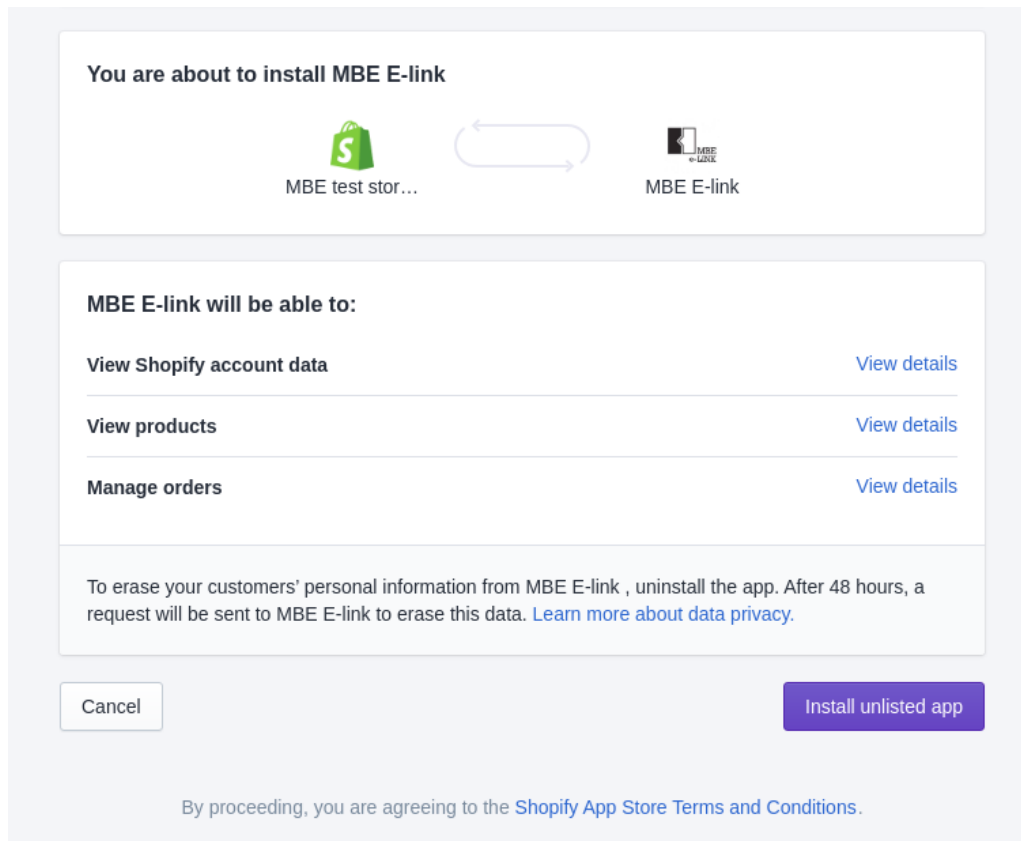 You are about to install MBE E-link
MBE
e-LINK
MBE test stor…
MBE E-link
MBE E-link will be able to:
View Shopify account data
View details
View products
View details
Manage orders
View details
To erase your customers’ personal information from MBE E-link , uninstall the app. After 48 hours, a
request will be sent to MBE E-link to erase this data. Learn more about data privacy.
Cancel
Install unlisted app
By proceeding, you are agreeing to the Shopify App Store Terms and Conditions.